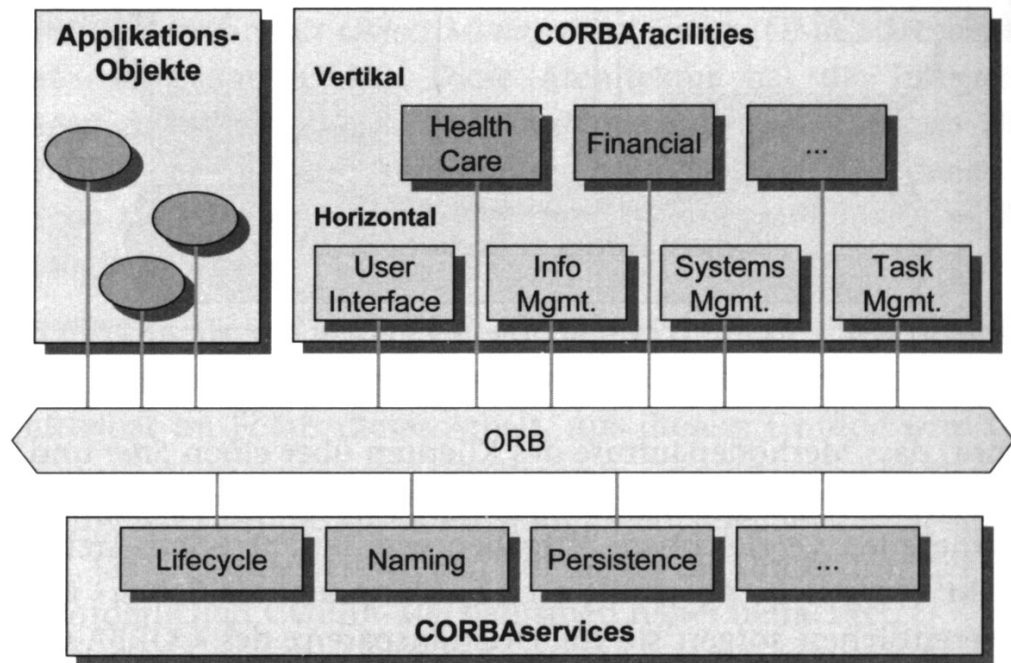 Applikations-
Objekte
CORBAfacilities
Vertikal
Health
Care
Financial
...
Horizontal
User
Interface
Info
Mgmt.
Systems
Mgmt.
Task
Mgmt.
ORB
Lifecycle
Naming
Persistence
...
CORBAservices